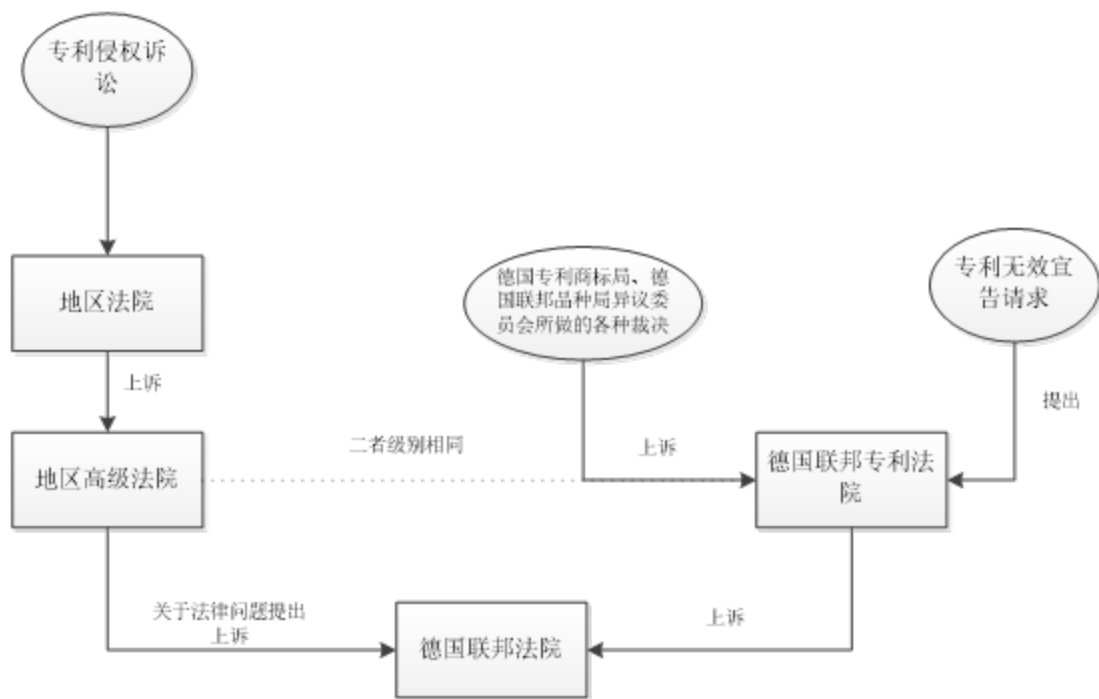 专利侵权诉
讼
地区法院
德国专利商标局、德
国联邦品种局异议委
员会所做的各种裁决
专利无效宣
告请求
上诉
提出
地区高级法院
二者级别相同
上诉
德国联邦专利法
院
关于法律问题提出
上诉
德国联邦法院
上诉